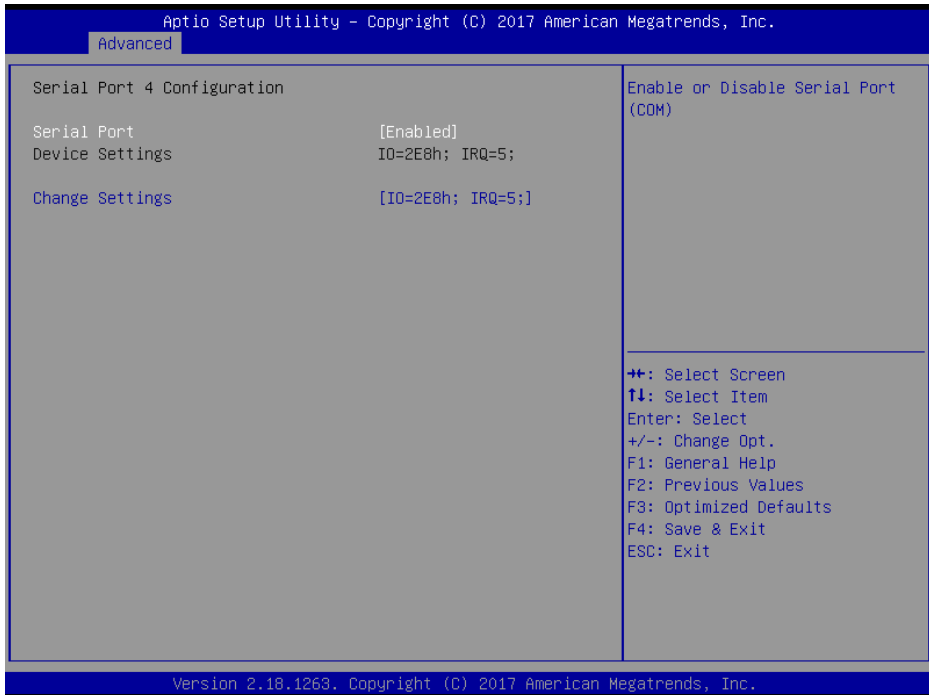 Aptio Setup Utility – Copyright (C) 2017 American Megatrends, Inc.
Advanced
Serial Port 4 Configuration
Serial Port [Enabled]
Device Settings IO=2E8h; IRQ=5;
Change Settings [IO=2E8h; IRQ=5;]
Enable or Disable Serial Port
(COM)
→←: Select Screen
↑↓: Select Item
Enter: Select
+/-: Change Opt.
F1: General Help
F2: Previous Values
F3: Optimized Defaults
F4: Save & Exit
ESC: Exit
Version 2.18.1263. Copyright (C) 2017 American Megatrends, Inc.